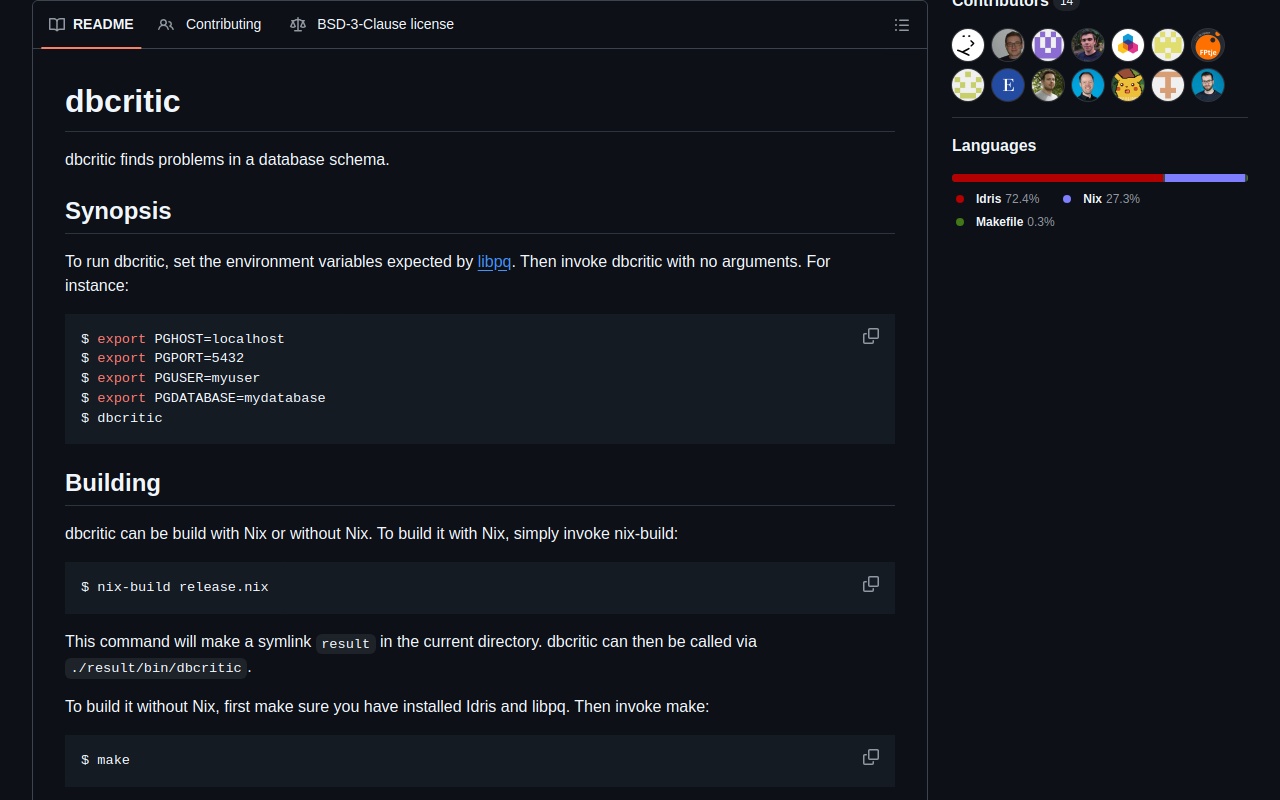 README
Contributing
BSD-3-Clause license
dbcritic
dbcritic finds problems in a database schema.
Synopsis
To run dbcritic, set the environment variables expected by libpq. Then invoke dbcritic with no arguments. For
instance:
$ export PGHOST=localhost
$ export PGPORT=5432
$ export PGUSER=myuser
$ export PGDATABASE=mydatabase
$ dbcritic
Building
dbcritic can be build with Nix or without Nix. To build it with Nix, simply invoke nix-build:
$ nix-build release.nix
This command will make a symlink result in the current directory. dbcritic can then be called via
./result/bin/dbcritic.
To build it without Nix, first make sure you have installed Idris and libpq. Then invoke make:
$ make
Contributors 14
FPtje
E
Languages
Idris 72.4% Nix 27.3%
Makefile 0.3%